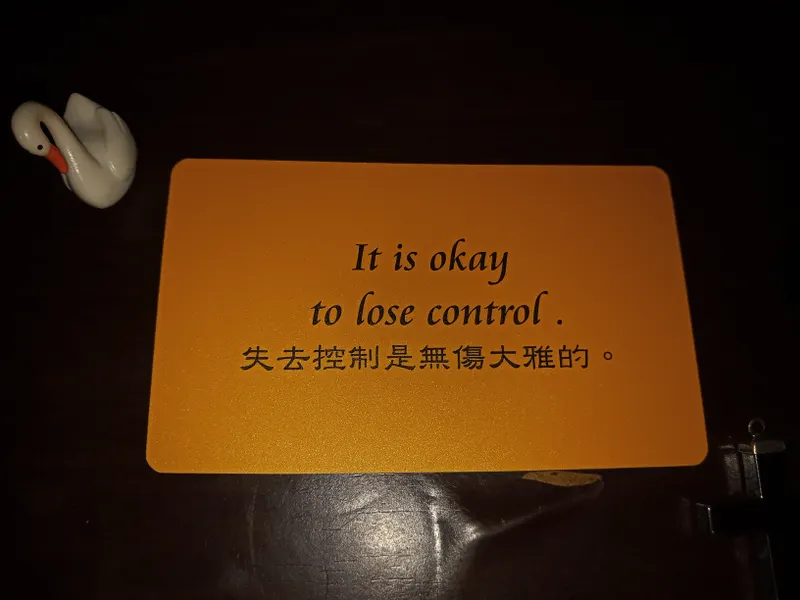 It is okay
to lose control .
失去控制是無傷大雅的。